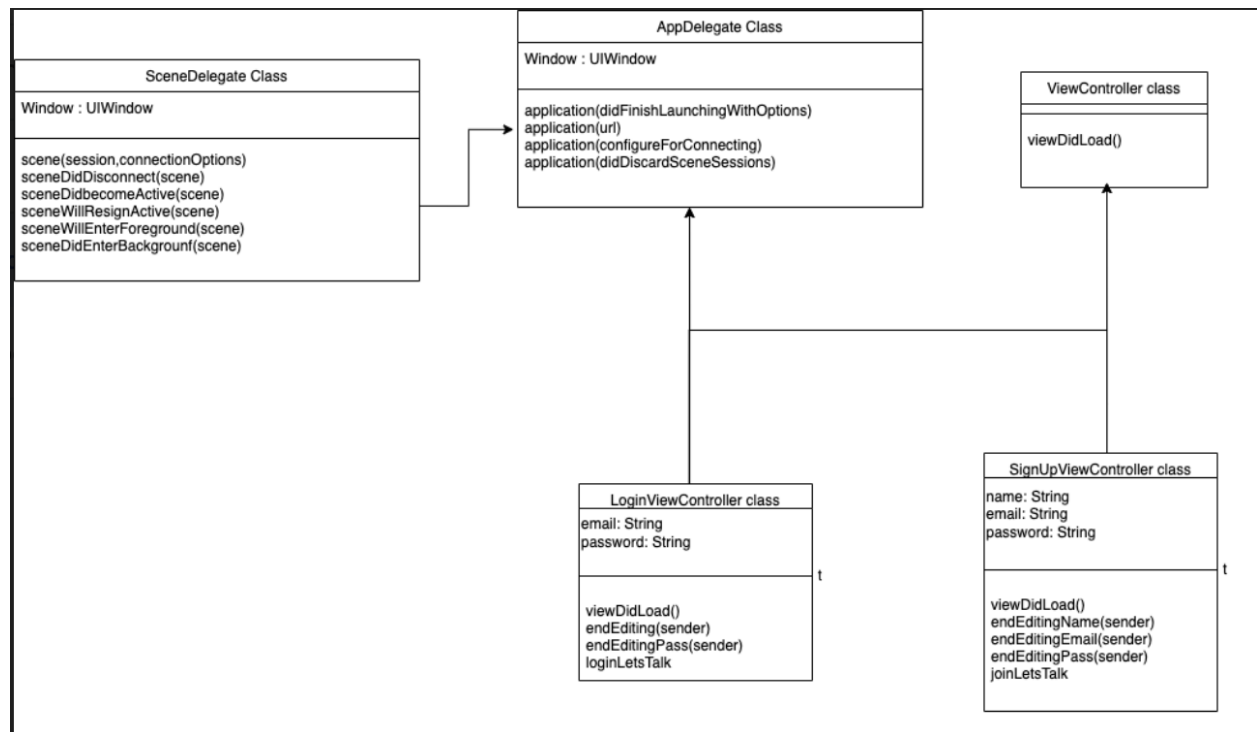 SceneDelegate Class
Window : UIWindow
scene(session,connectionOptions)
sceneDidDisconnect(scene)
sceneDidbecomeActive(scene)
sceneWillResignActive(scene)
sceneWillEnterForeground(scene)
sceneDidEnterBackgrounf(scene)
AppDelegate Class
Window : UIWindow
application(didFinishLaunchingWithOptions)
application(url)
application(configureForConnecting)
application(didDiscardSceneSessions)
ViewController class
viewDidLoad()
LoginViewController class
email: String
password: String
t
viewDidLoad()
endEditing(sender)
endEditingPass(sender)
loginLetsTalk
SignUpViewController class
name: String
email: String
password: String
t
viewDidLoad()
endEditingName(sender)
endEditingEmail(sender)
endEditingPass(sender)
joinLetsTalk